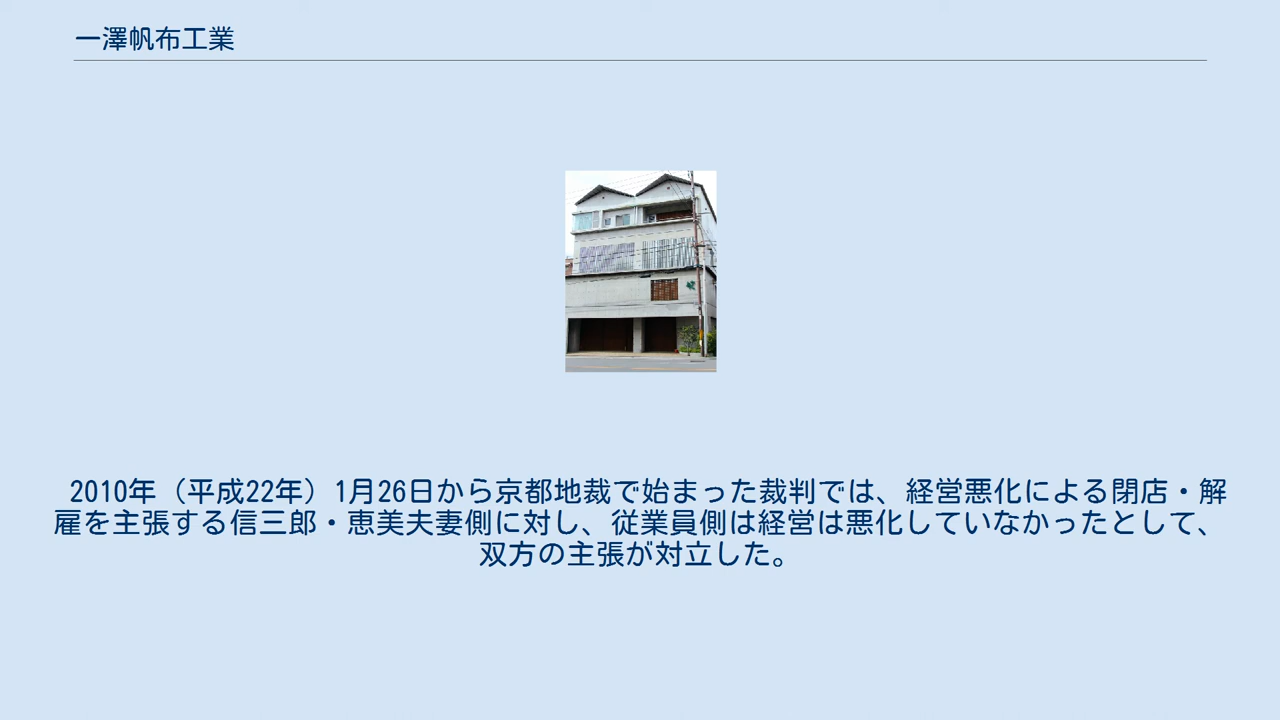 一澤帆布工業
2010年（平成22年）1月26日から京都地裁で始まった裁判では、経営悪化による閉店・解
雇を主張する信三郎・恵美夫妻側に対し、従業員側は経営は悪化していなかったとして、
双方の主張が対立した。